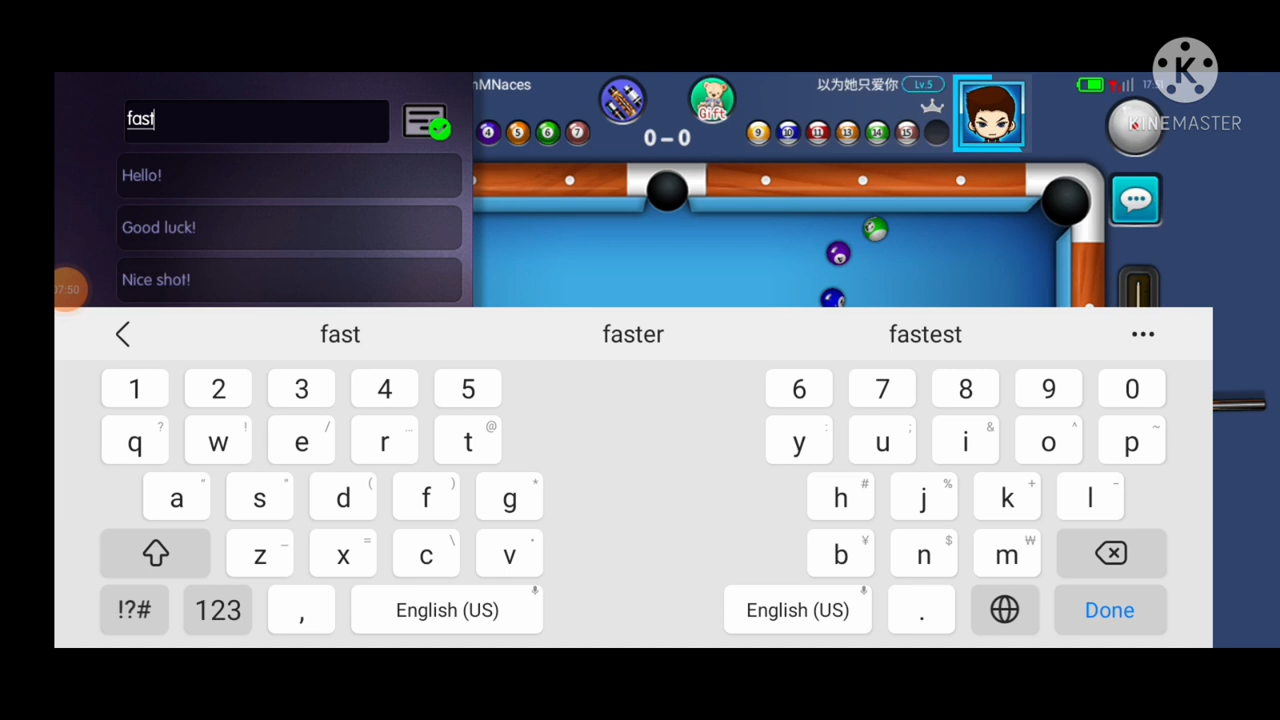 fast
Hello!
Good luck!
Nice shot!
07:50
nMNaces
4 5 6 7
Gift
0-0
以为她只爱你 Lv.5
9 10 11 13 14 15
K
KINEMASTER
fast faster fastest
1 2 3 4 5 6 7 8 9 0
q ? w ! e / r ... t @ y : u ; i & o ^ p ~
a " s " d ( f ) g * h # j % k + l -
z _ x = c \ v · b ¥ n $ m ₩
!?# 123 , English (US) English (US) . Done